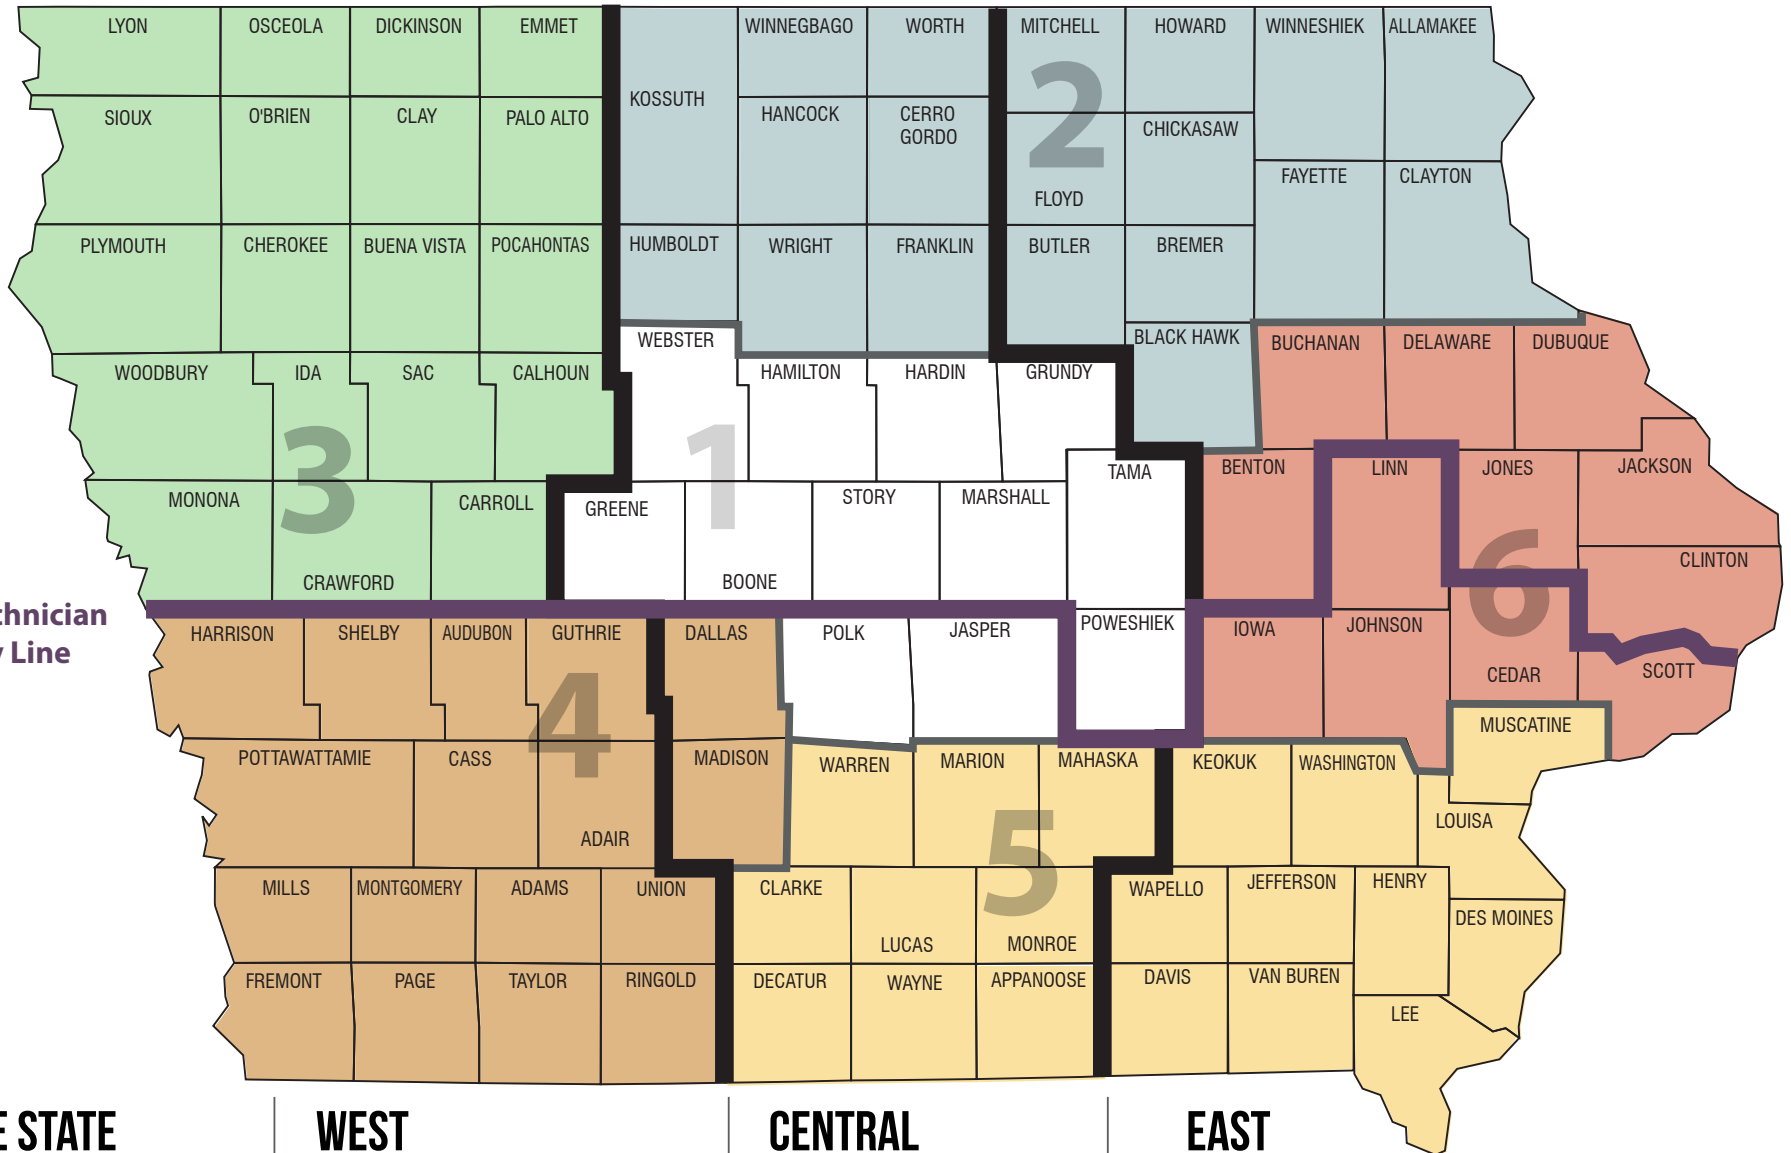 LYON OSCEOLA DICKINSON EMMET WINNEGBAGO WORTH MITCHELL HOWARD WINNESHIEK ALLAMAKEE
2
KOSSUTH
SIOUX O'BRIEN CLAY PALO ALTO HANCOCK CERRO
GORDO
CHICKASAW
FAYETTE CLAYTON
FLOYD
PLYMOUTH CHEROKEE BUENA VISTA POCAHONTAS HUMBOLDT WRIGHT FRANKLIN BUTLER BREMER
WEBSTER BLACK HAWK BUCHANAN DELAWARE DUBUQUE
WOODBURY IDA SAC CALHOUN HAMILTON HARDIN GRUNDY
3
1
TAMA BENTON LINN JONES JACKSON
MONONA CARROLL GREENE STORY MARSHALL
CRAWFORD BOONE CLINTON
6
hnician
Line
HARRISON SHELBY AUDUBON GUTHRIE DALLAS POLK JASPER POWESHIEK IOWA JOHNSON
CEDAR SCOTT
4
MUSCATINE
POTTAWATTAMIE CASS MADISON WARREN MARION MAHASKA KEOKUK WASHINGTON
LOUISA
ADAIR
5
MILLS MONTGOMERY ADAMS UNION CLARKE WAPELLO JEFFERSON HENRY
DES MOINES
LUCAS MONROE
FREMONT PAGE TAYLOR RINGOLD DECATUR WAYNE APPANOOSE DAVIS VAN BUREN
LEE
E STATE WEST CENTRAL EAST